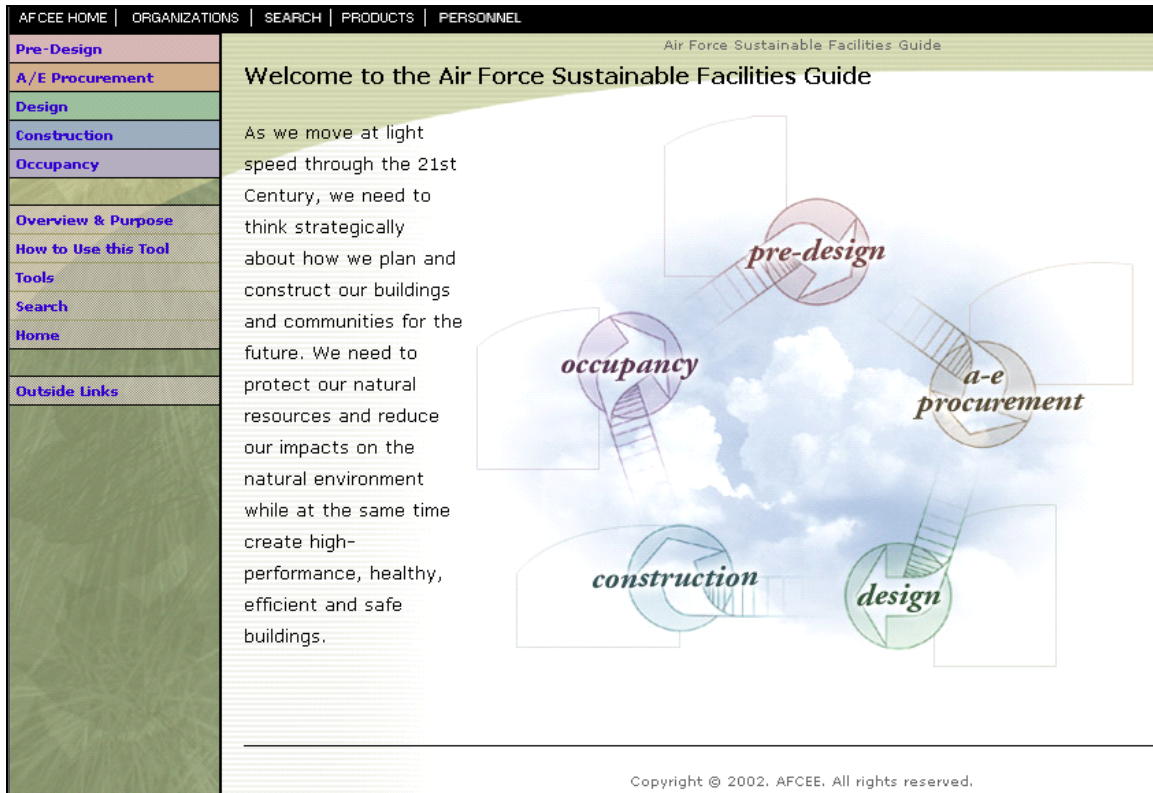 AFCEE HOME | ORGANIZATIONS | SEARCH | PRODUCTS | PERSONNEL
Pre-Design
A/E Procurement
Design
Construction
Occupancy
Overview & Purpose
How to Use this Tool
Tools
Search
Home
Outside Links
Air Force Sustainable Facilities Guide
Welcome to the Air Force Sustainable Facilities Guide
As we move at light
speed through the 21st
Century, we need to
think strategically
about how we plan and
construct our buildings
and communities for the
future. We need to
protect our natural
resources and reduce
our impacts on the
natural environment
while at the same time
create high-
performance, healthy,
efficient and safe
buildings.
pre-design
occupancy
a-e
procurement
construction
design
Copyright © 2002. AFCEE. All rights reserved.